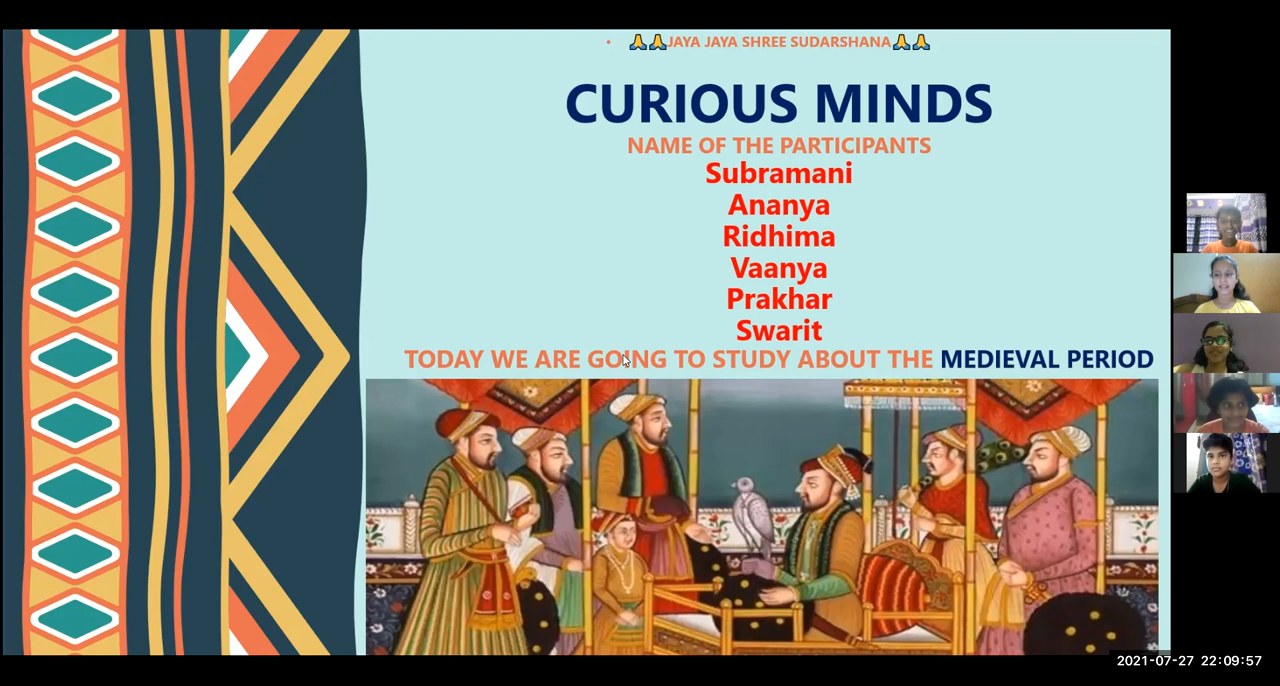 • 🙏🙏JAYA JAYA SHREE SUDARSHANA🙏🙏
CURIOUS MINDS
NAME OF THE PARTICIPANTS
Subramani
Ananya
Ridhima
Vaanya
Prakhar
Swarit
TODAY WE ARE GOING TO STUDY ABOUT THE MEDIEVAL PERIOD
2021-07-27 22:09:57